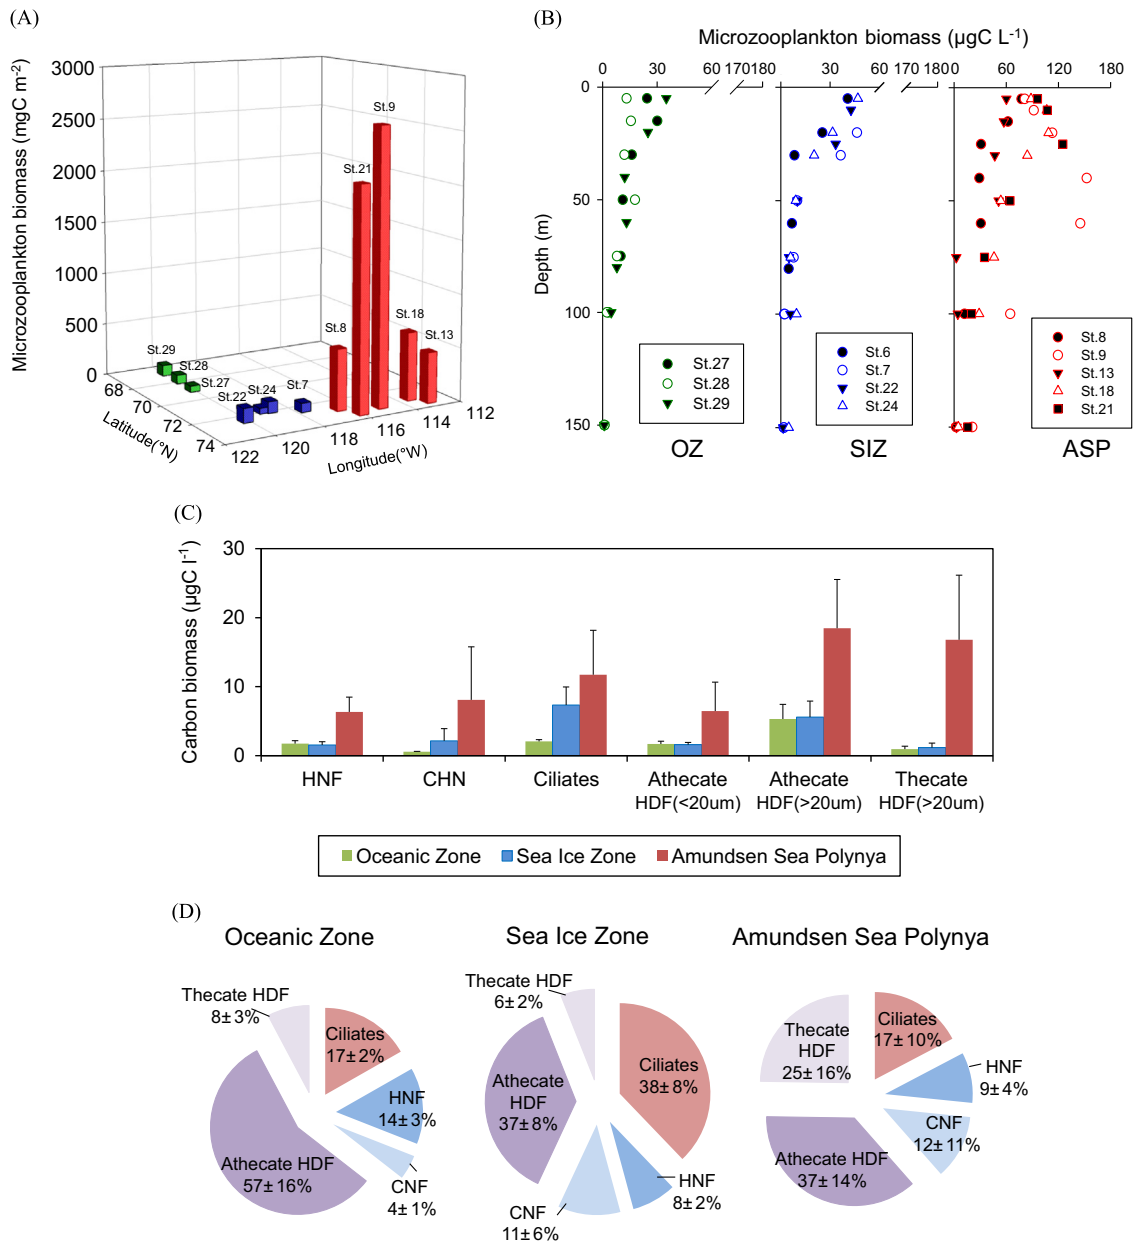 (A)
Microzooplankton biomass (mgC m-2)
3000
2500
2000
1500
1000
500
0
St.9
St.21
St.8
St.18
St.13
St.29
St.28
St.27
St.22
St.24
St.7
68
70
72
74
Latitude(°N)
122
120
118
116
114
112
Longitude(°W)
(B)
Microzooplankton biomass (µgC L-1)
0 30 60 170 180 30 60 170 180 0 60 120 180
Depth (m)
0
50
100
150
St.27
St.28
St.29
OZ
St.6
St.7
St.22
St.24
SIZ
St.8
St.9
St.13
St.18
St.21
ASP
(C)
Carbon biomass (µgC l-1)
30
20
10
0
HNF CHN Ciliates Athecate Athecate Thecate
HDF(<20um) HDF(>20um) HDF(>20um)
Oceanic Zone Sea Ice Zone Amundsen Sea Polynya
(D)
Oceanic Zone
Thecate HDF
8± 3%
Ciliates
17± 2%
HNF
14± 3%
CNF
4± 1%
Athecate HDF
57± 16%
Sea Ice Zone
Thecate HDF
6± 2%
Ciliates
38± 8%
Athecate
HDF
37± 8%
HNF
8± 2%
CNF
11± 6%
Amundsen Sea Polynya
Ciliates
17± 10%
Thecate
HDF
25± 16%
HNF
9± 4%
CNF
12± 11%
Athecate HDF
37± 14%